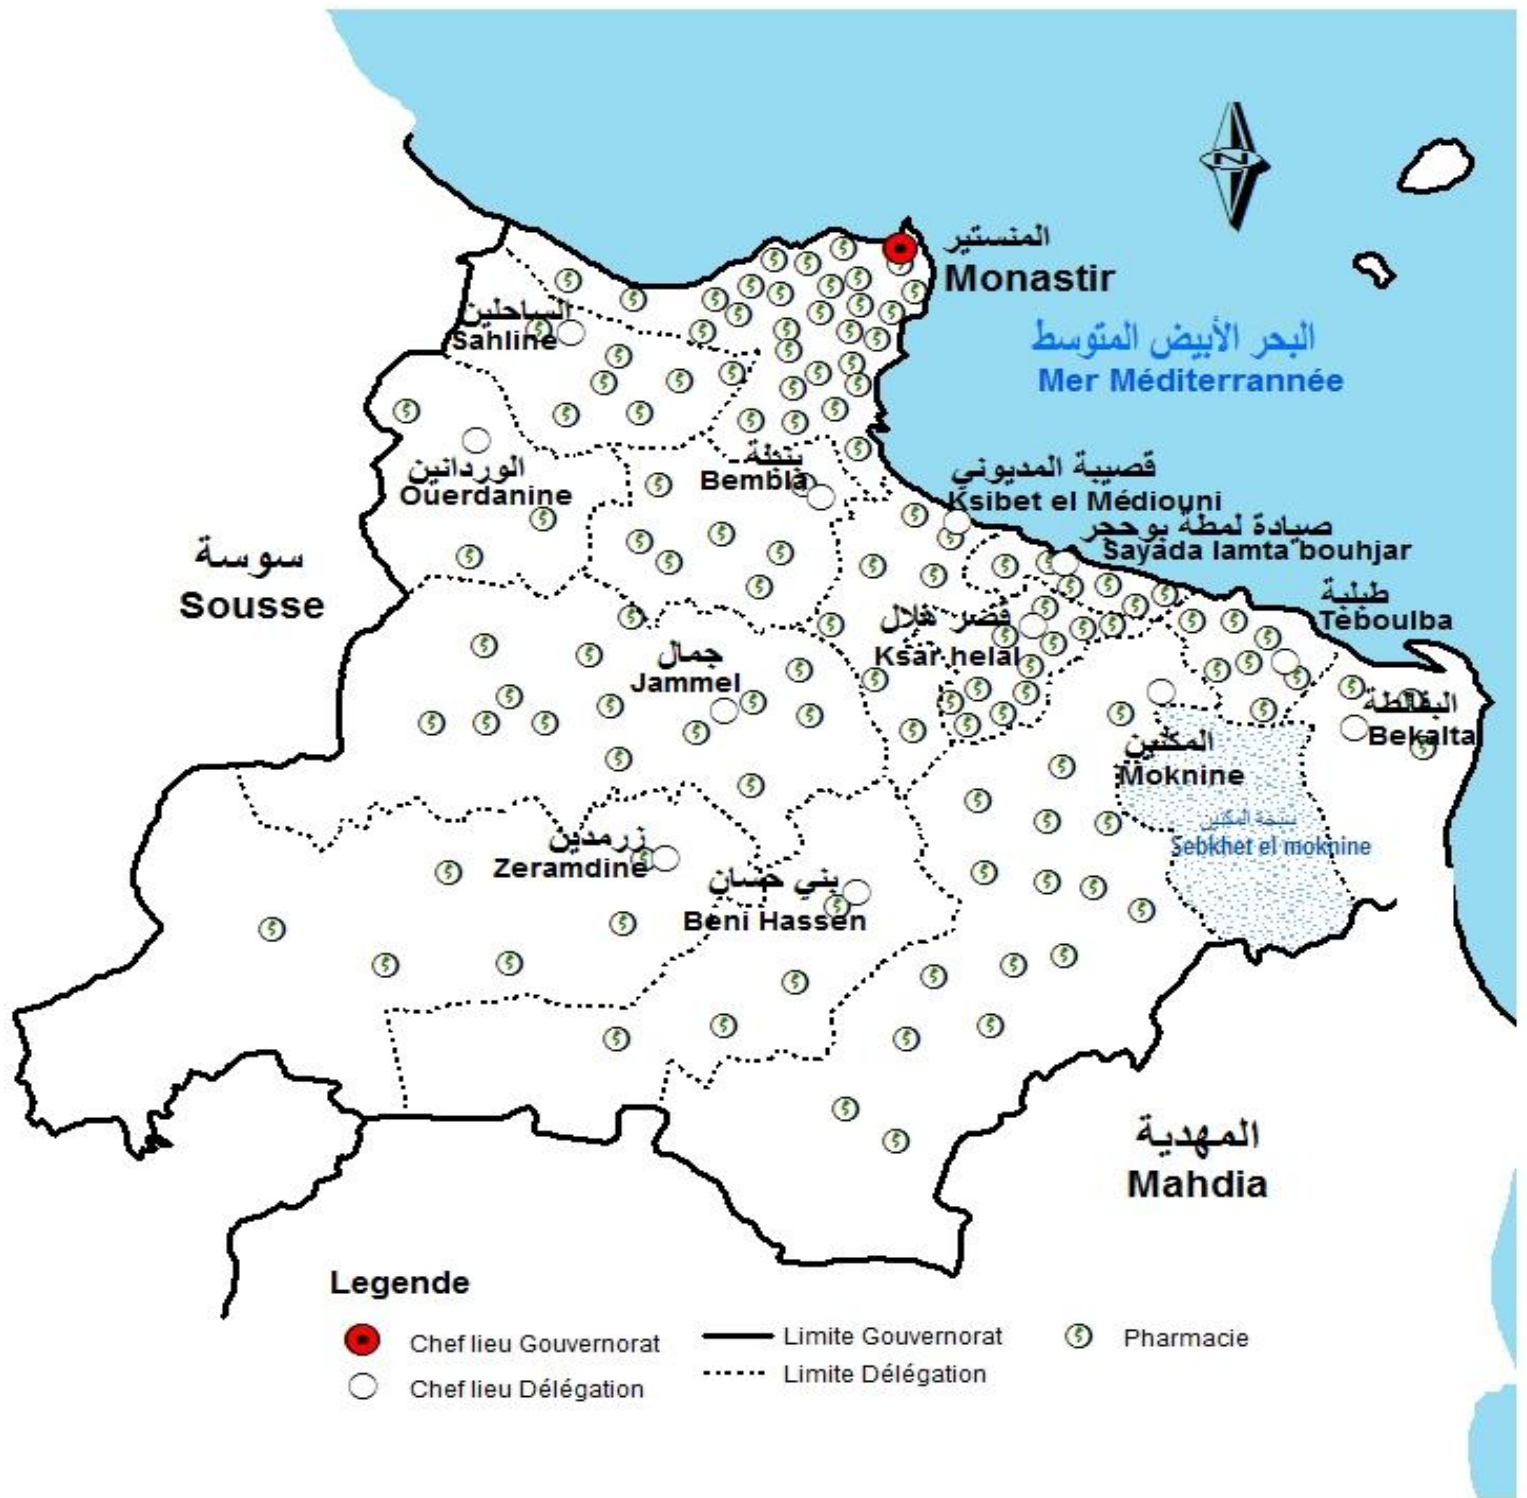 المنستير
Monastir
الساحلين
Sahline
البحر الأبيض المتوسط
Mer Méditerrannée
الوردانين
Ouerdanine
بنبلة
Bembla
قصيبة المديوني
Ksibet el Médiouni
صيادة لمطة بوحجر
Sayada lamta bouhjar
سوسة
Sousse
طبلبة
Teboulba
قصر هلال
Ksar helal
جمال
Jammel
البقالطة
Bekalta
المكنين
Moknine
سبخة المكنين
Sebkhet el moknine
زرمدين
Zeramdine
بني حسان
Beni Hassen
المهدية
Mahdia
N
Legende
Chef lieu Gouvernorat
Limite Gouvernorat
Pharmacie
Chef lieu Délégation
Limite Délégation